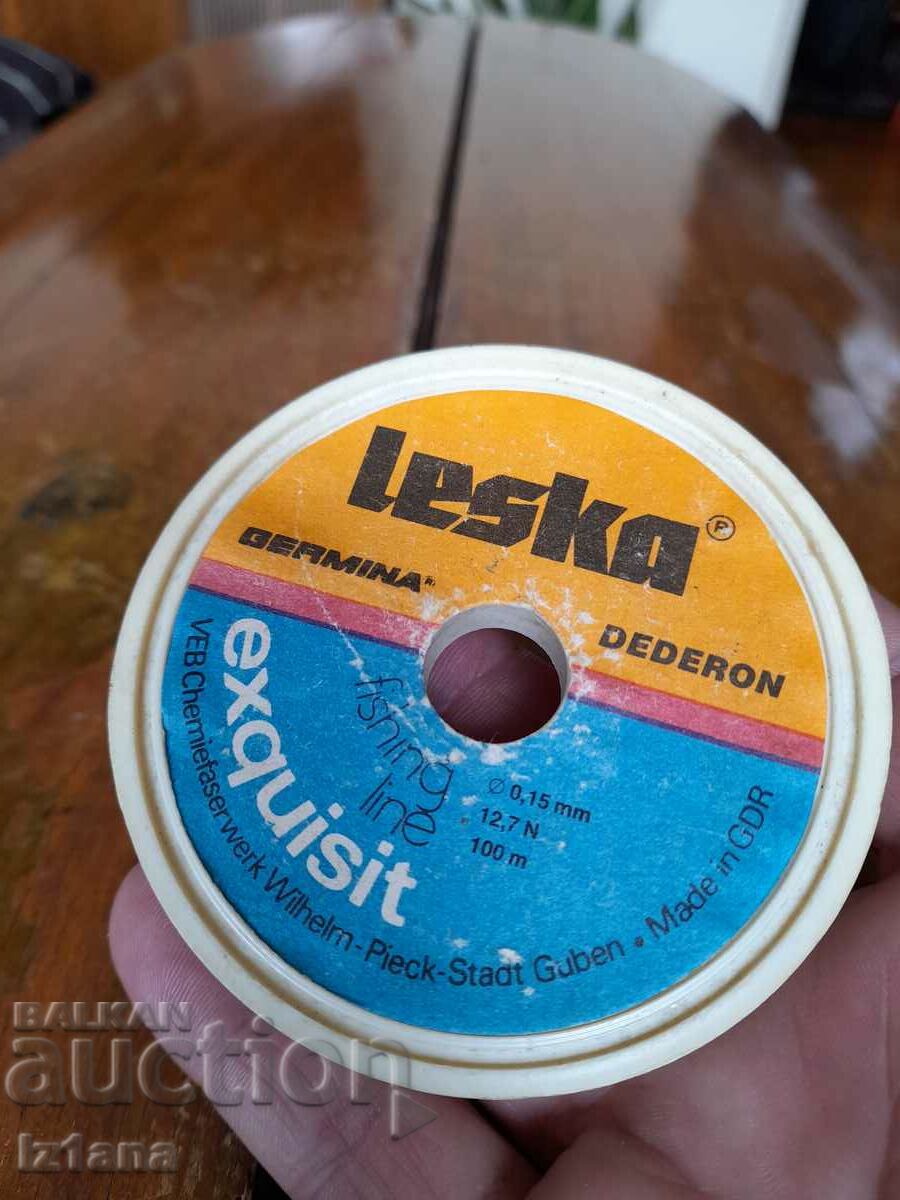 Leska ®
GERMINA®
DEDERON
exquisit
fishing
line
Ø 0,15 mm
12,7 N
100 m
VEB Chemiefaserwerk Wilhelm-Pieck-Stadt Guben • Made in GDR
BALKAN
auction
iz1ana